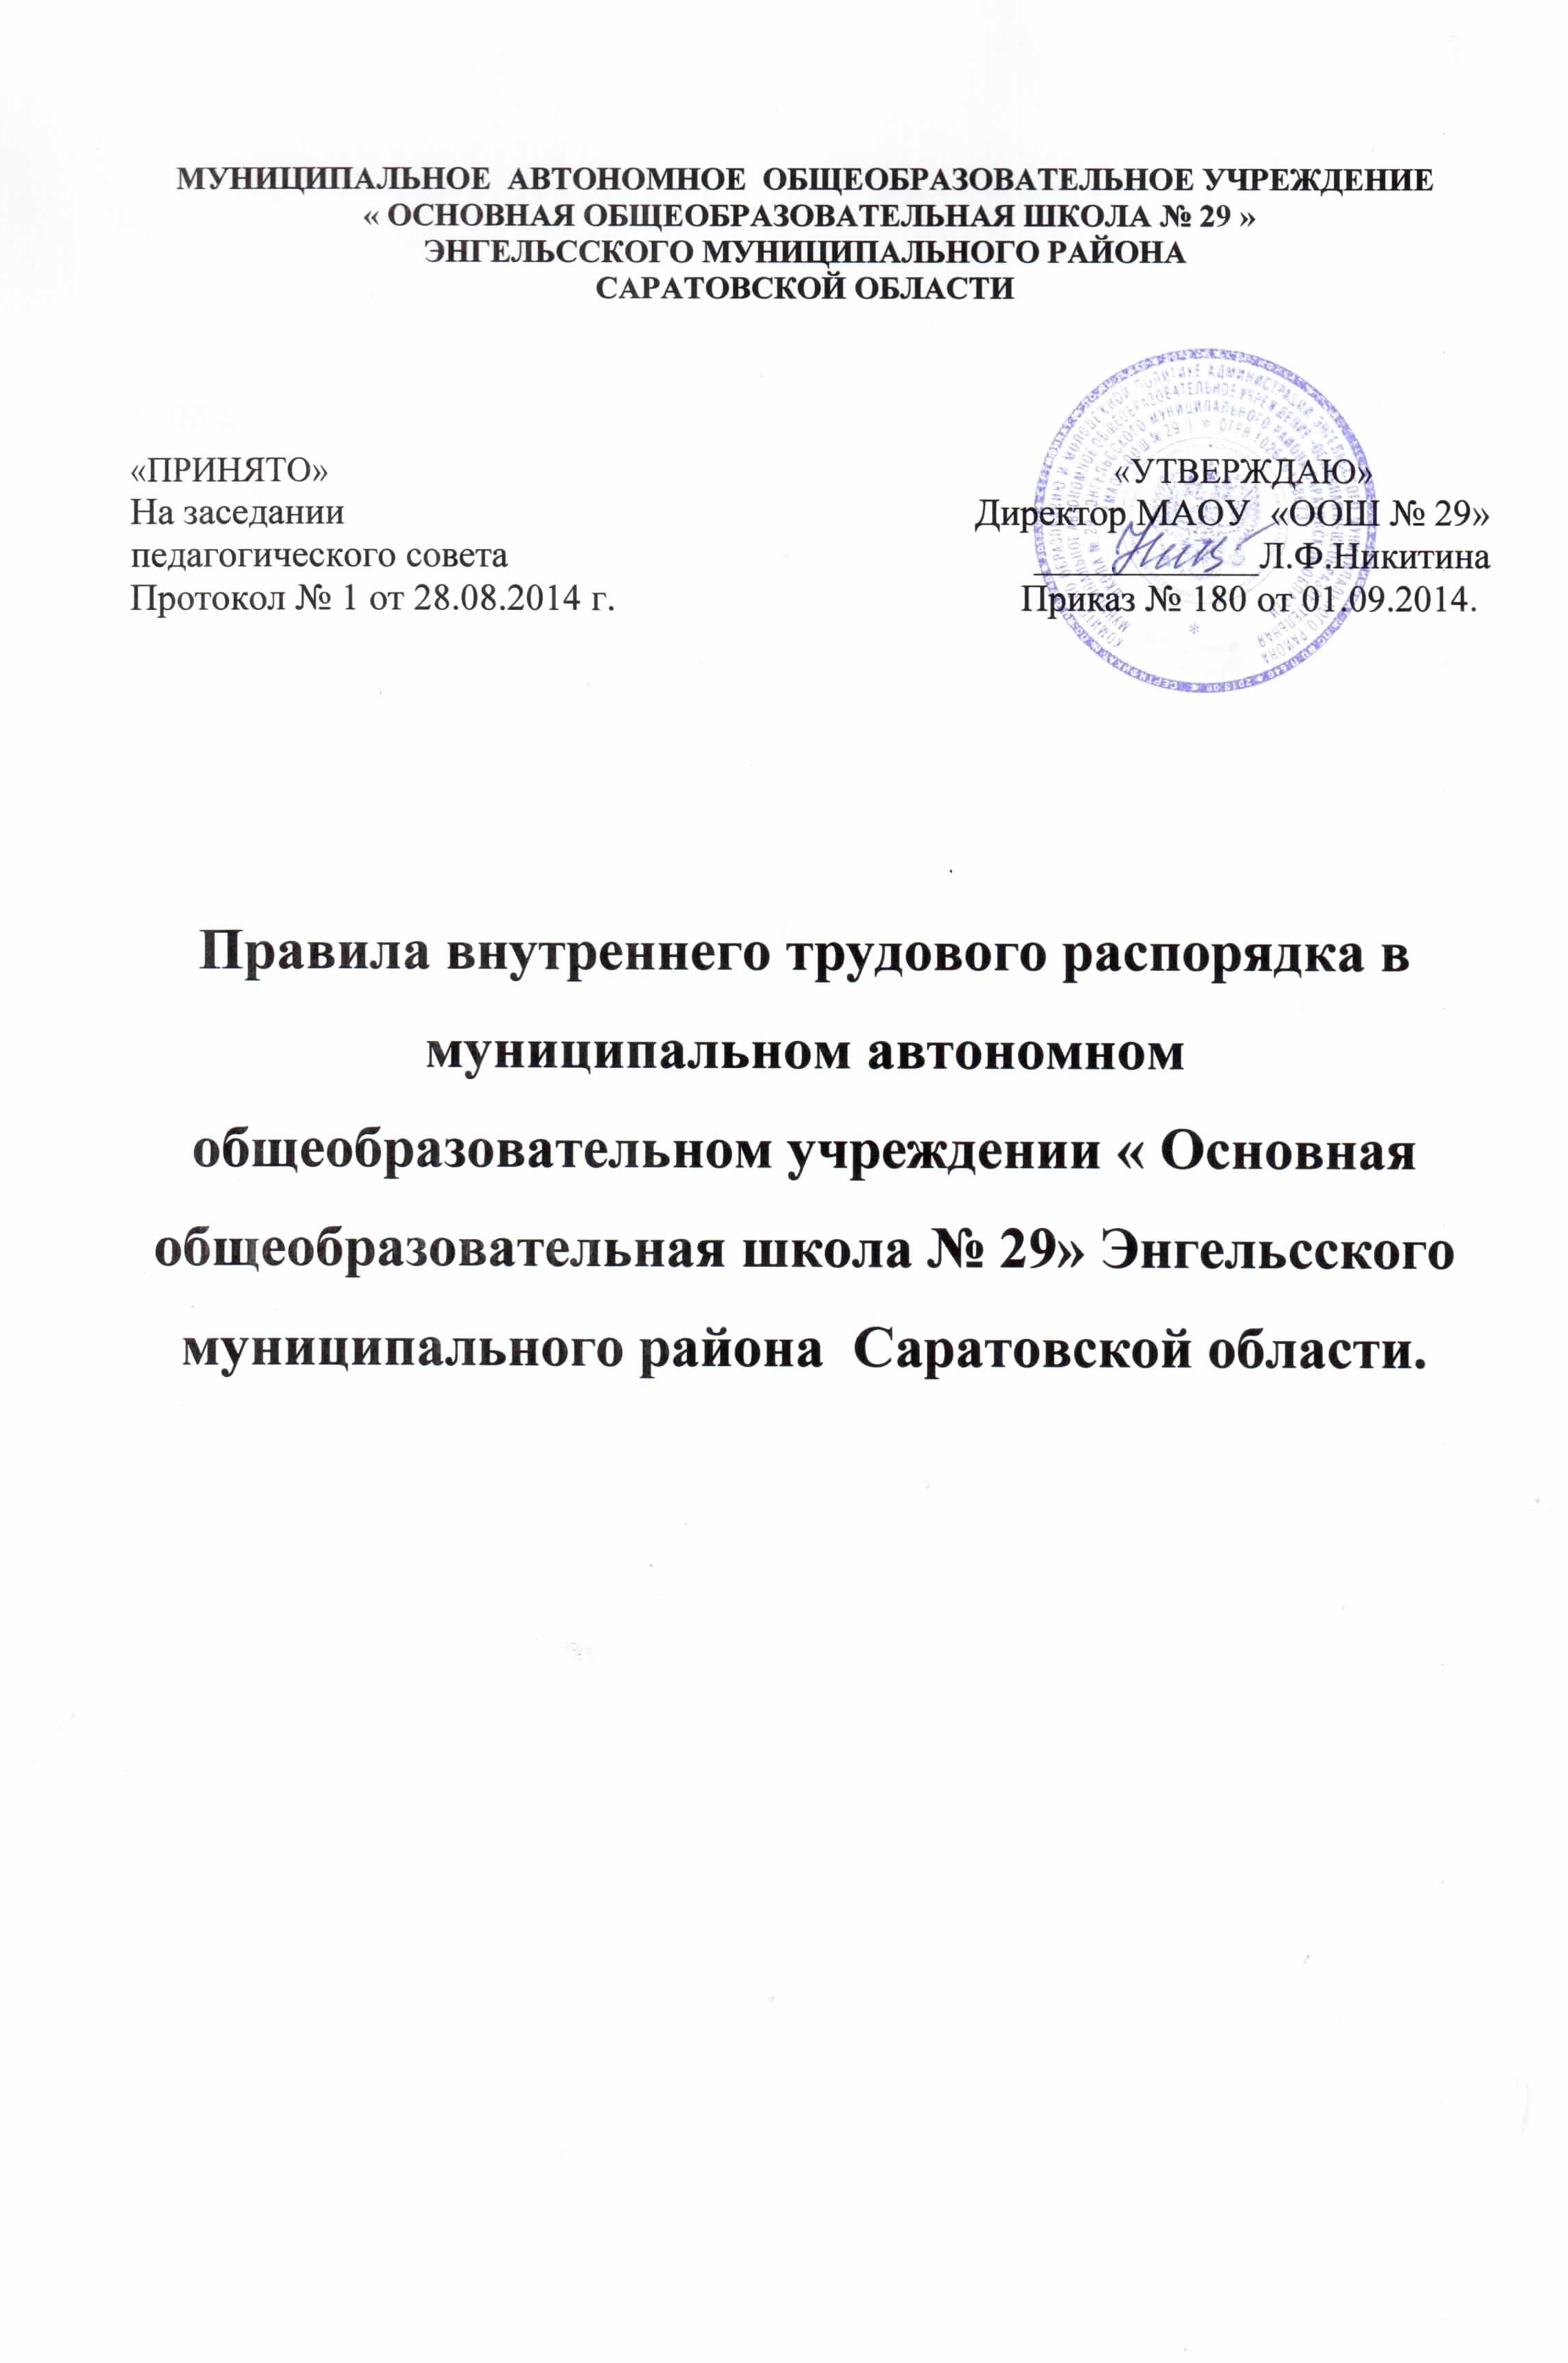 МУНИЦИПАЛЬНОЕ АВТОНОМНОЕ ОБЩЕОБРАЗОВАТЕЛЬНОЕ УЧРЕЖДЕНИЕ
« ОСНОВНАЯ ОБЩЕОБРАЗОВАТЕЛЬНАЯ ШКОЛА № 29 »
ЭНГЕЛЬССКОГО МУНИЦИПАЛЬНОГО РАЙОНА
САРАТОВСКОЙ ОБЛАСТИ
«ПРИНЯТО»
На заседании
педагогического совета
Протокол № 1 от 28.08.2014 г.
«УТВЕРЖДАЮ»
Директор МАОУ «ООШ № 29»
Л.Ф.Никитина
Приказ № 180 от 01.09.2014.
Правила внутреннего трудового распорядка в
муниципальном автономном
общеобразовательном учреждении « Основная
общеобразовательная школа № 29» Энгельсского
муниципального района Саратовской области.